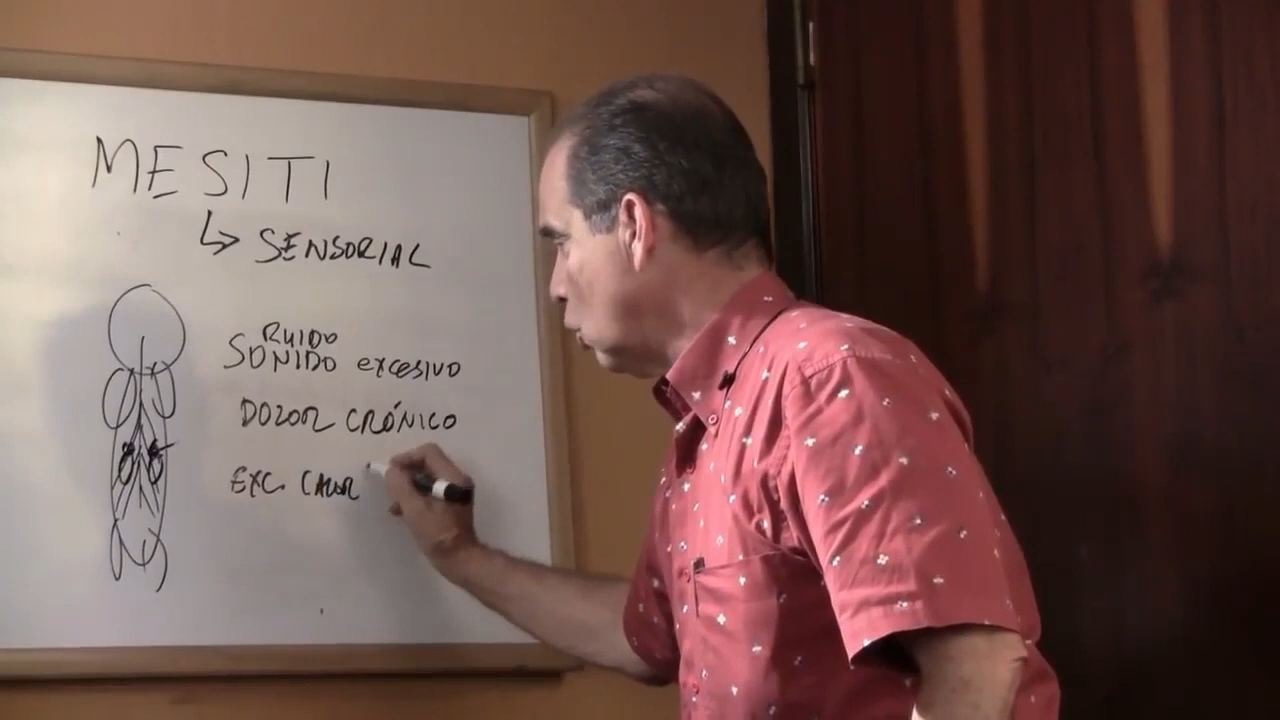 MESITI
↳ SENSORIAL
RUIDO
SONIDO excesivo
DOLOR CRÓNICO
EXC. CALOR